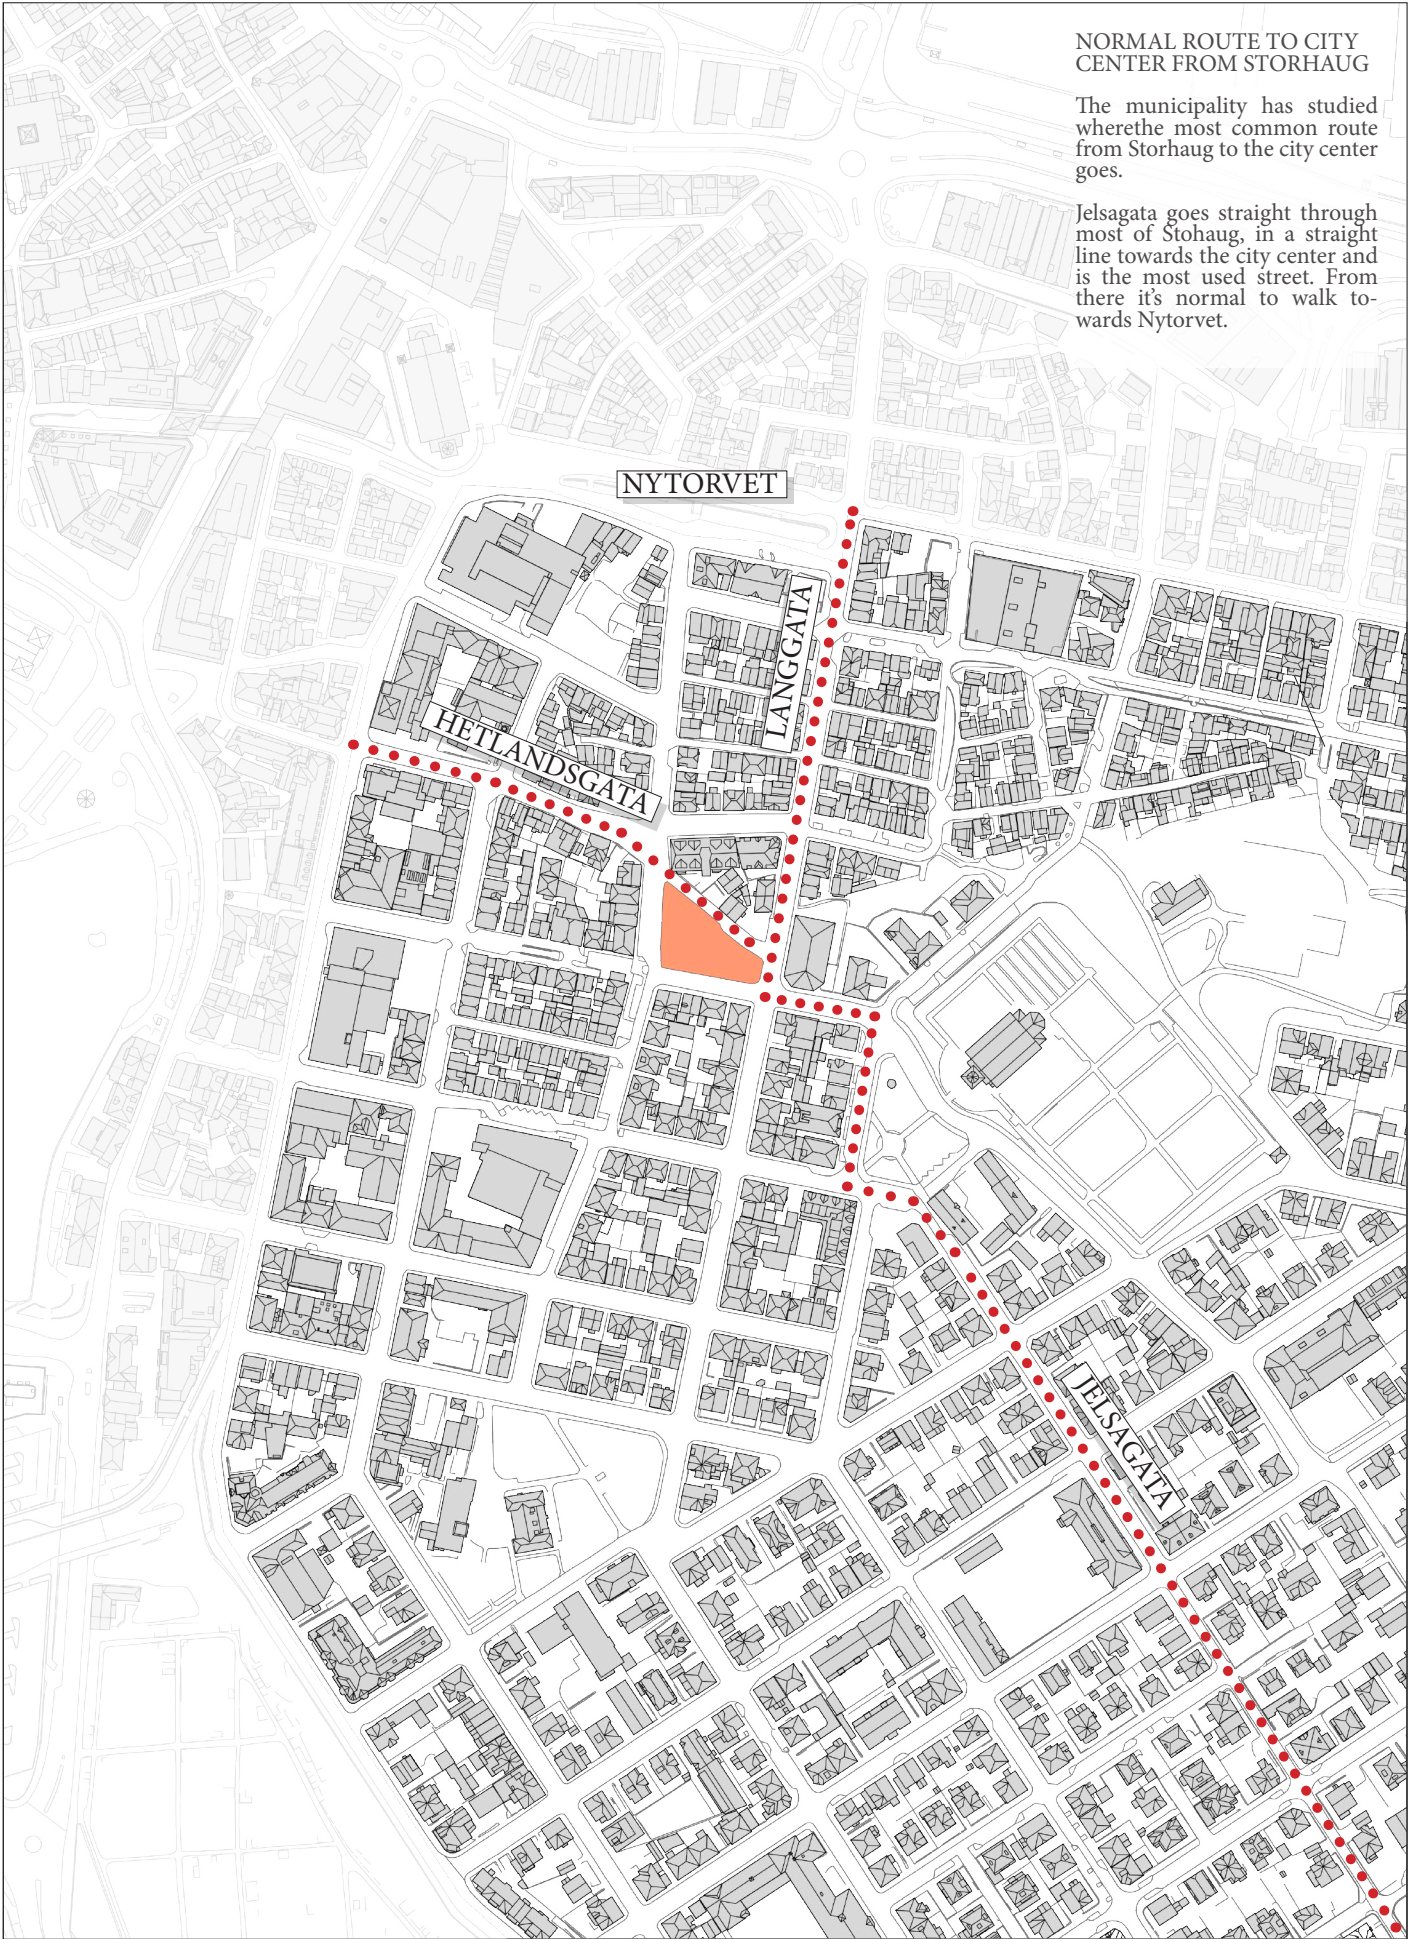 NORMAL ROUTE TO CITY
CENTER FROM STORHAUG
The municipality has studied
wherethe most common route
from Storhaug to the city center
goes.
Jelsagata goes straight through
most of Stohaug, in a straight
line towards the city center and
is the most used street. From
there it's normal to walk to-
wards Nytorvet.
NYTORVET
LANGGATA
HETLANDSGATA
JELSAGATA